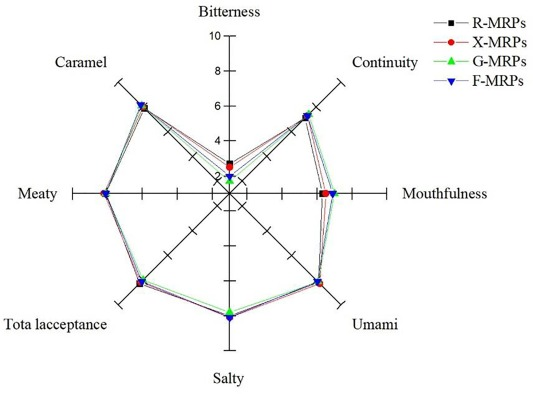 Bitterness
10
8
6
4
2
Caramel
Continuity
Meaty
Mouthfulness
Tota lacceptance
Umami
Salty
R-MRPs
X-MRPs
G-MRPs
F-MRPs